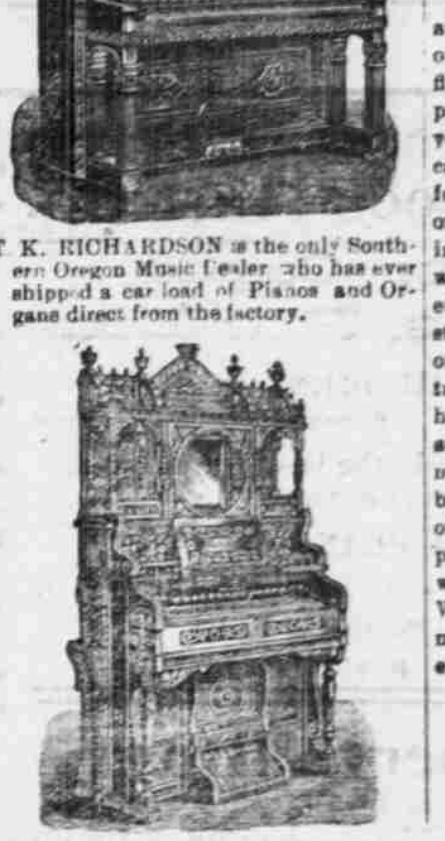 T. K. RICHARDSON is the only South-
ern Oregon Music Dealer who has ever
shipped a car load of Pianos and Or-
gans direct from the factory.